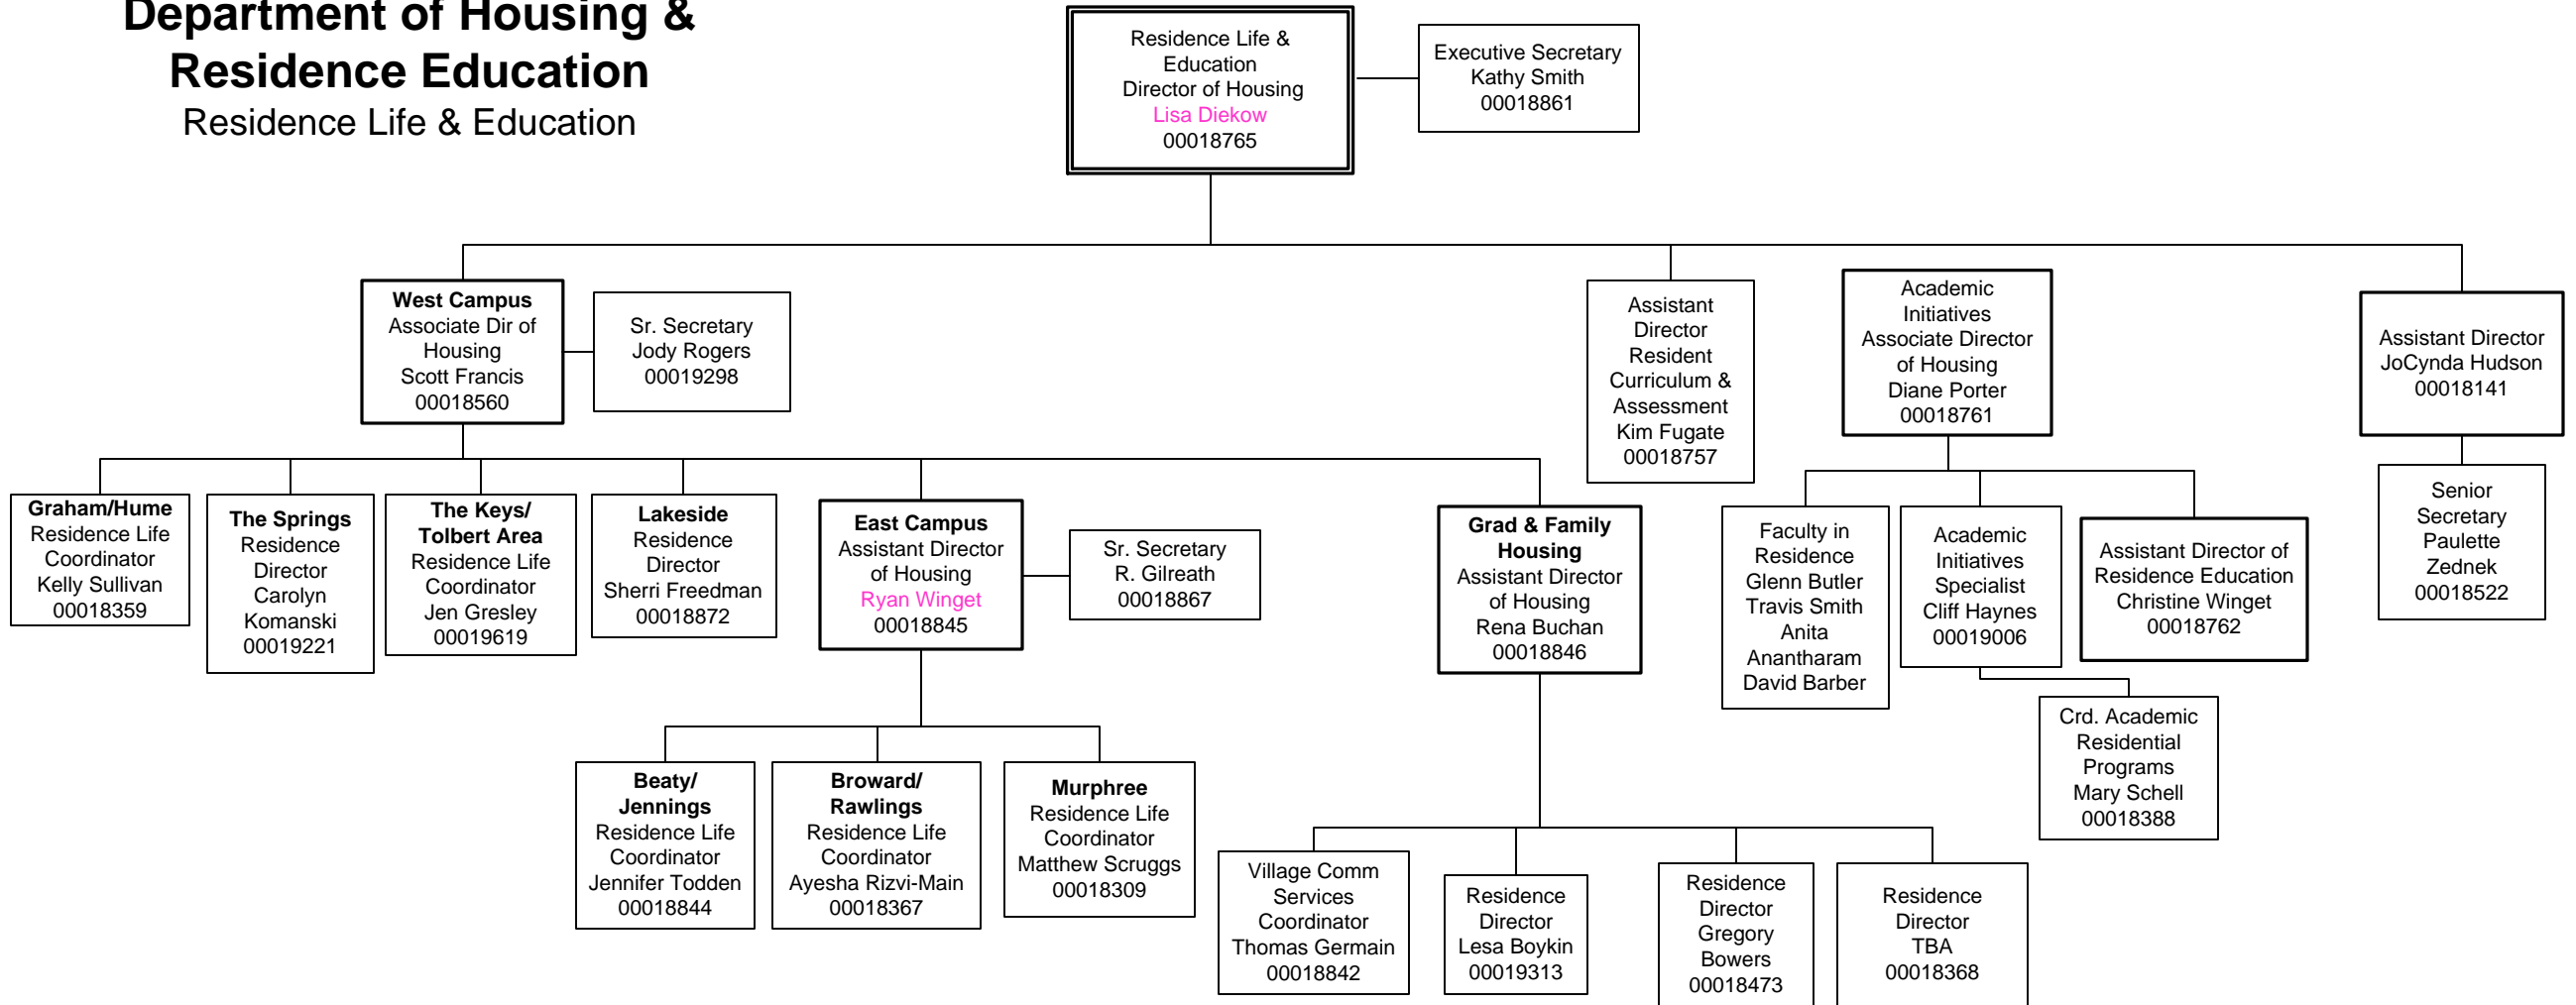 Department of Housing &
Residence Education
Residence Life & Education
Residence Life &
Education
Director of Housing
Lisa Diekow
00018765
Executive Secretary
Kathy Smith
00018861
West Campus
Associate Dir of
Housing
Scott Francis
00018560
Sr. Secretary
Jody Rogers
00019298
Assistant
Director
Resident
Curriculum &
Assessment
Kim Fugate
00018757
Academic
Initiatives
Associate Director
of Housing
Diane Porter
00018761
Assistant Director
JoCynda Hudson
00018141
Graham/Hume
Residence Life
Coordinator
Kelly Sullivan
00018359
The Springs
Residence
Director
Carolyn
Komanski
00019221
The Keys/
Tolbert Area
Residence Life
Coordinator
Jen Gresley
00019619
Lakeside
Residence
Director
Sherri Freedman
00018872
East Campus
Assistant Director
of Housing
Ryan Winget
00018845
Sr. Secretary
R. Gilreath
00018867
Grad & Family
Housing
Assistant Director
of Housing
Rena Buchan
00018846
Faculty in
Residence
Glenn Butler
Travis Smith
Anita
Anantharam
David Barber
Academic
Initiatives
Specialist
Cliff Haynes
00019006
Assistant Director of
Residence Education
Christine Winget
00018762
Senior
Secretary
Paulette
Zednek
00018522
Crd. Academic
Residential
Programs
Mary Schell
00018388
Beaty/
Jennings
Residence Life
Coordinator
Jennifer Todden
00018844
Broward/
Rawlings
Residence Life
Coordinator
Ayesha Rizvi-Main
00018367
Murphree
Residence Life
Coordinator
Matthew Scruggs
00018309
Village Comm
Services
Coordinator
Thomas Germain
00018842
Residence
Director
Lesa Boykin
00019313
Residence
Director
Gregory
Bowers
00018473
Residence
Director
TBA
00018368